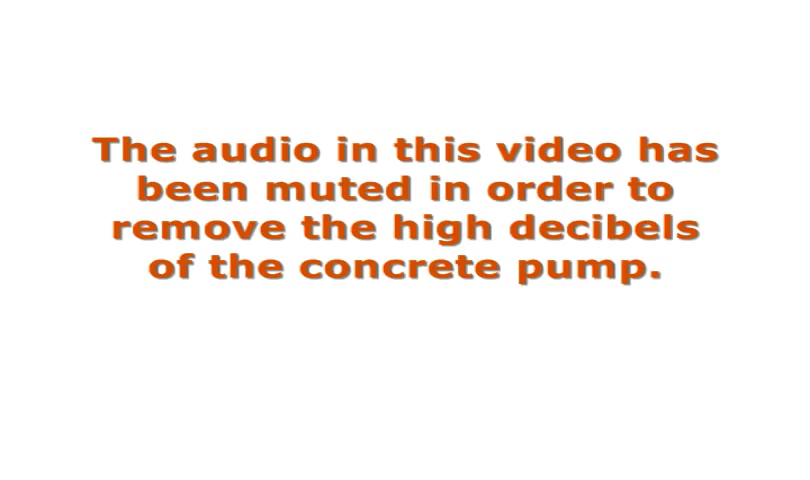 The audio in this video has
been muted in order to
remove the high decibels
of the concrete pump.